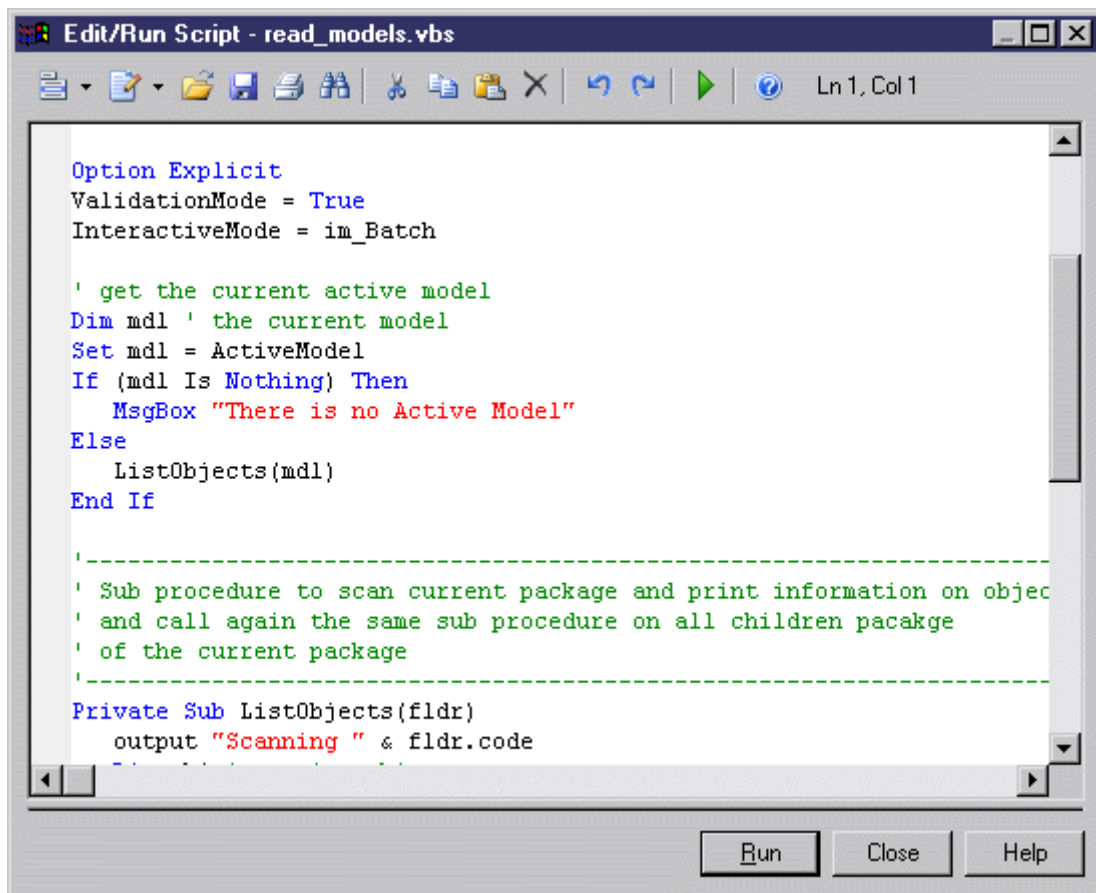 Edit/Run Script - read_models.vbs
Ln 1, Col 1
Option Explicit
ValidationMode = True
InteractiveMode = im_Batch
' get the current active model
Dim mdl ' the current model
Set mdl = ActiveModel
If (mdl Is Nothing) Then
MsgBox "There is no Active Model"
Else
ListObjects(mdl)
End If
'---------------------------------------------------------------------
' Sub procedure to scan current package and print information on objec
' and call again the same sub procedure on all children pacakge
' of the current package
'---------------------------------------------------------------------
Private Sub ListObjects(fldr)
output "Scanning " & fldr.code
Run
Close
Help